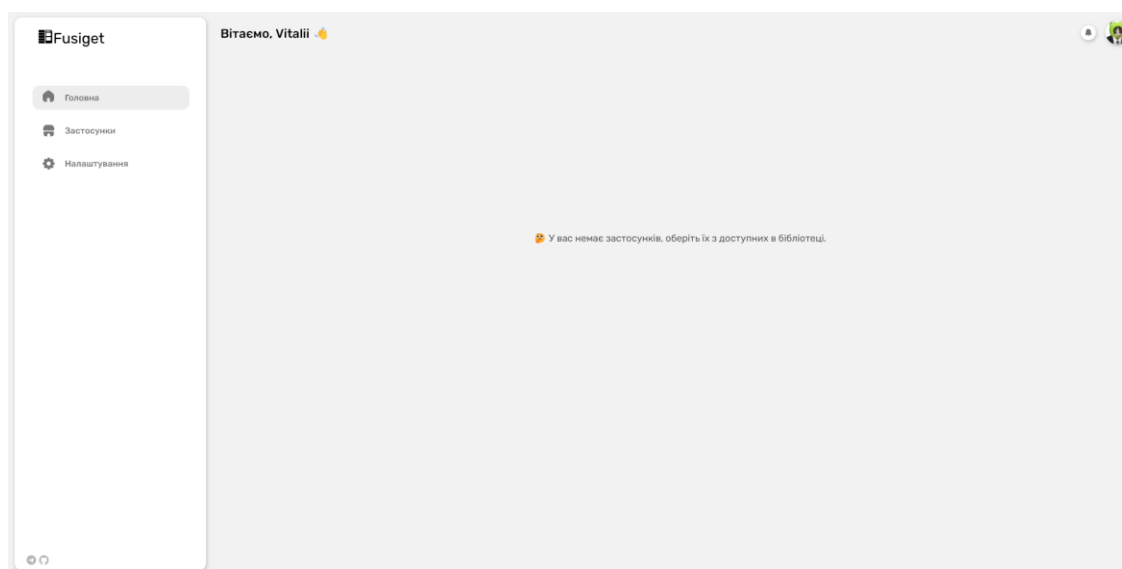 Fusiget
Вітаємо, Vitalii 👋
Головна
Застосунки
Налаштування
🤔 У вас немає застосунків, оберіть їх з доступних в бібліотеці.